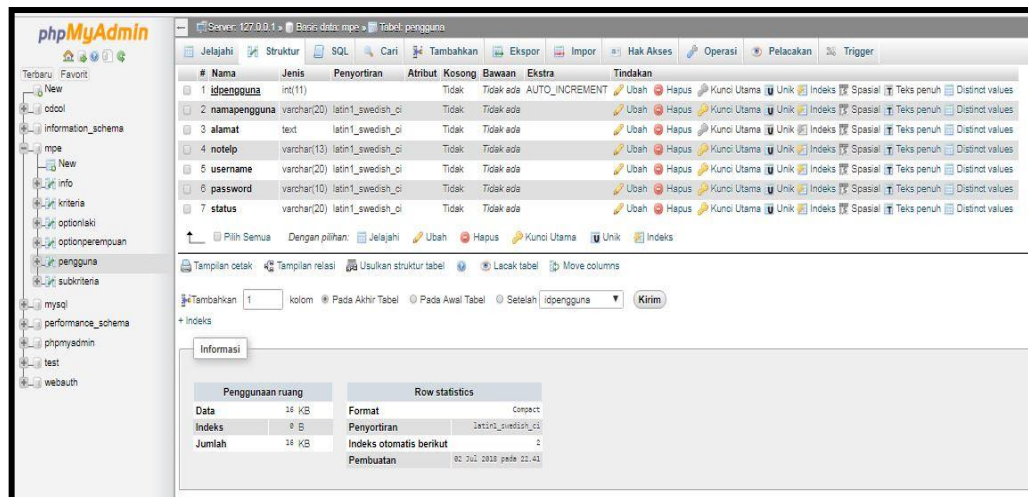 phpMyAdmin
Terbaru Favorit
New
cdcol
information_schema
mpe
New
info
kriteria
optionlaki
optionperempuan
pengguna
subkriteria
mysql
performance_schema
phpmyadmin
test
webauth
Server: 127.0.0.1 » Basis data: mpe » Tabel: pengguna
Jelajahi Struktur SQL Cari Tambahkan Ekspor Impor Hak Akses Operasi Pelacakan Trigger
# Nama Jenis Penyortiran Atribut Kosong Bawaan Ekstra Tindakan
1 idpengguna int(11) Tidak Tidak ada AUTO_INCREMENT Ubah Hapus Kunci Utama Unik Indeks Spasial Teks penuh Distinct values
2 namapengguna varchar(20) latin1_swedish_ci Tidak Tidak ada Ubah Hapus Kunci Utama Unik Indeks Spasial Teks penuh Distinct values
3 alamat text latin1_swedish_ci Tidak Tidak ada Ubah Hapus Kunci Utama Unik Indeks Spasial Teks penuh Distinct values
4 notelp varchar(13) latin1_swedish_ci Tidak Tidak ada Ubah Hapus Kunci Utama Unik Indeks Spasial Teks penuh Distinct values
5 username varchar(20) latin1_swedish_ci Tidak Tidak ada Ubah Hapus Kunci Utama Unik Indeks Spasial Teks penuh Distinct values
6 password varchar(10) latin1_swedish_ci Tidak Tidak ada Ubah Hapus Kunci Utama Unik Indeks Spasial Teks penuh Distinct values
7 status varchar(20) latin1_swedish_ci Tidak Tidak ada Ubah Hapus Kunci Utama Unik Indeks Spasial Teks penuh Distinct values
Pilih Semua Dengan pilihan: Jelajahi Ubah Hapus Kunci Utama Unik Indeks
Tampilan cetak Tampilan relasi Usulkan struktur tabel Lacak tabel Move columns
Tambahkan 1 kolom Pada Akhir Tabel Pada Awal Tabel Setelah idpengguna Kirim
+ Indeks
Informasi
Penggunaan ruang
Data 16 KB
Indeks 0 B
Jumlah 16 KB
Row statistics
Format Compact
Penyortiran latin1_swedish_ci
Indeks otomatis berikut 2
Pembuatan 02 Jul 2018 pada 22.41